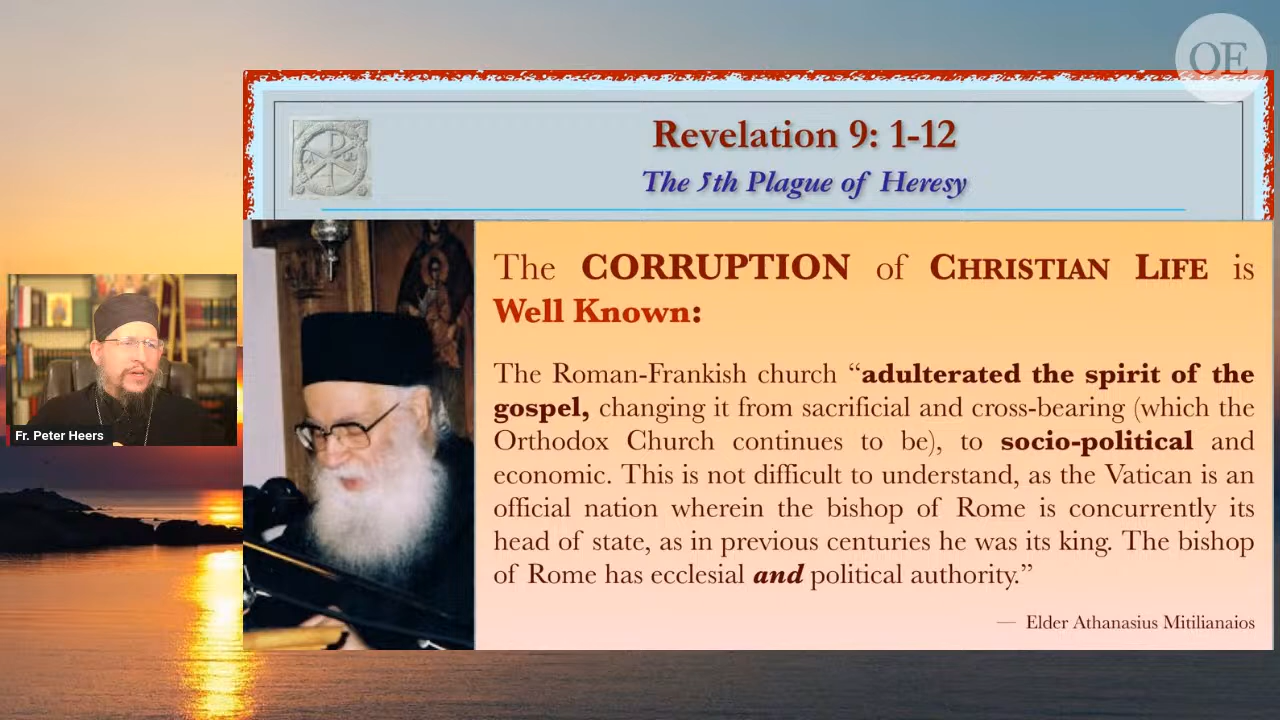 OE
Revelation 9: 1-12
The 5th Plague of Heresy
The CORRUPTION of CHRISTIAN LIFE is
Well Known:
The Roman-Frankish church “adulterated the spirit of the
gospel, changing it from sacrificial and cross-bearing (which the
Orthodox Church continues to be), to socio-political and
economic. This is not difficult to understand, as the Vatican is an
official nation wherein the bishop of Rome is concurrently its
head of state, as in previous centuries he was its king. The bishop
of Rome has ecclesial and political authority.”
— Elder Athanasius Mitilianaios
Fr. Peter Heers